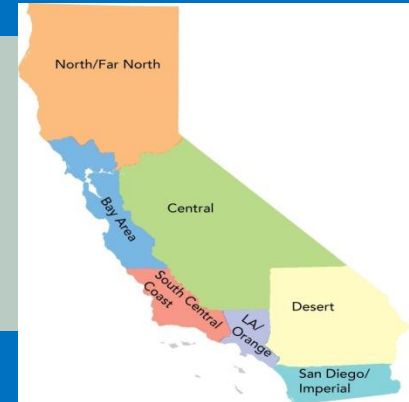 North/Far North
Central
Bay Area
South Central
Coast
LA/
Orange
Desert
San Diego/
Imperial